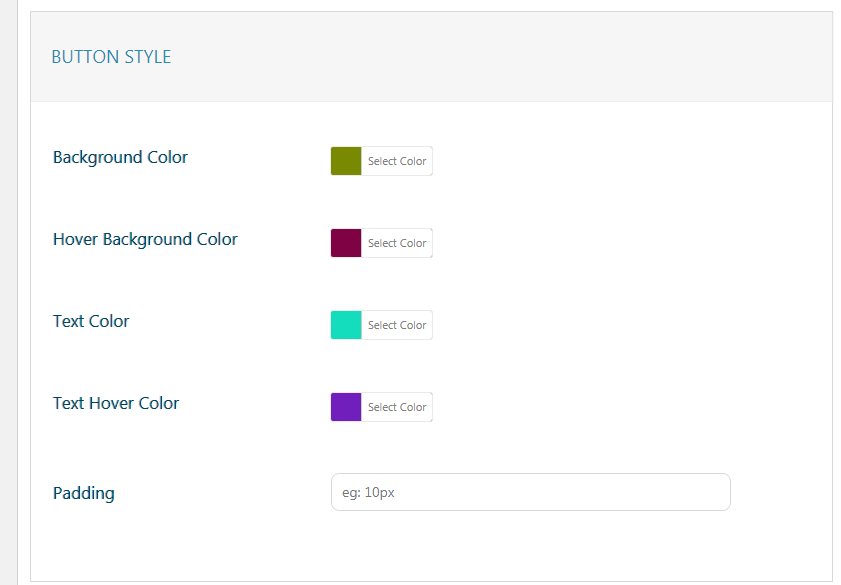 BUTTON STYLE
Background Color
Select Color
Hover Background Color
Select Color
Text Color
Select Color
Text Hover Color
Select Color
Padding
eg: 10px